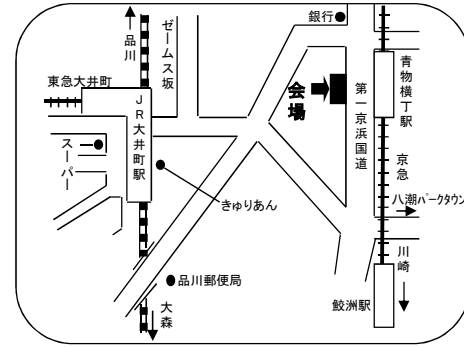 品川
ゼームス坂
銀行
東急大井町
JR大井町駅
会場
第一京浜国道
青物横丁駅
スーパー
京急
きゅりあん
八潮パークタウン
品川郵便局
川崎
大森
鮫洲駅